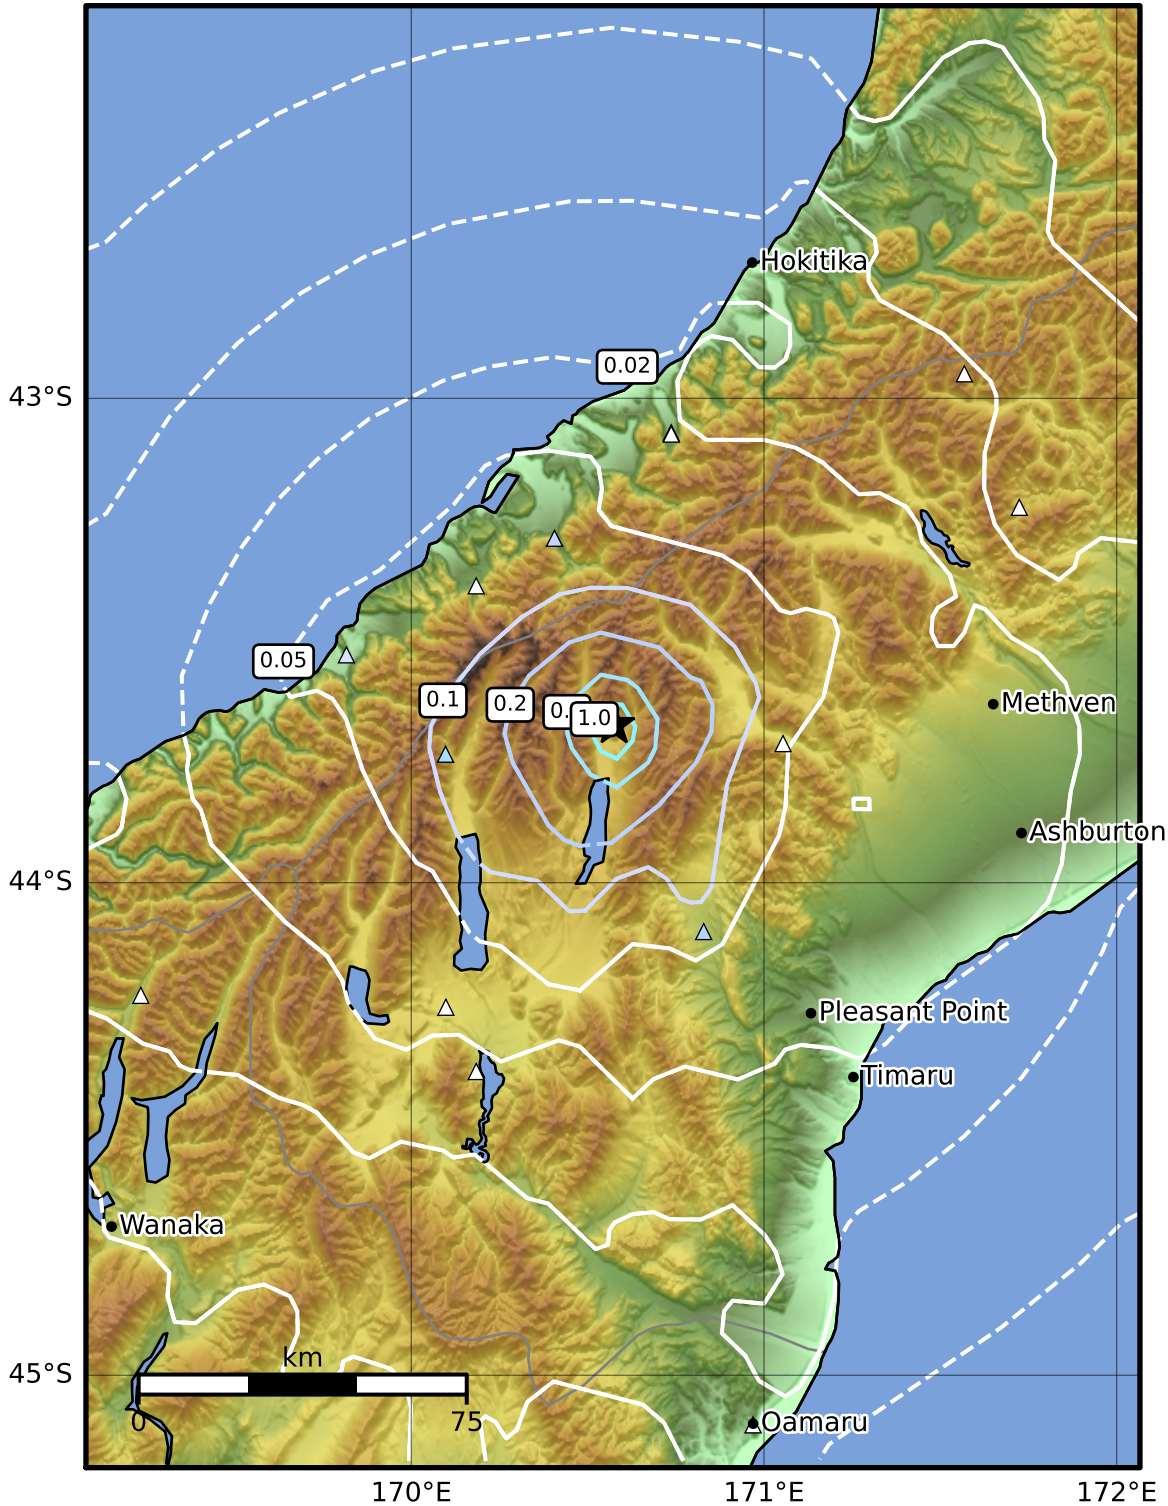 Hokitika
0.02
43°S
0.05
0.1
0.2
1.0
Methven
Ashburton
44°S
Pleasant Point
Timaru
Wanaka
km
45°S
0
75
Oamaru
170°E
171°E
172°E